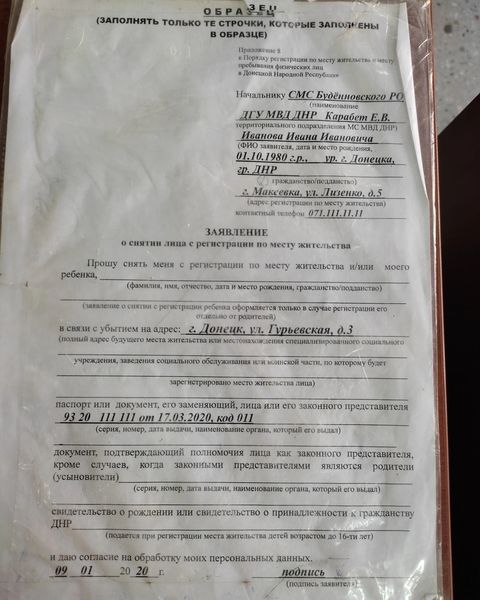 ОБРАЗЕЦ
(ЗАПОЛНЯТЬ ТОЛЬКО ТЕ СТРОЧКИ, КОТОРЫЕ ЗАПОЛНЕНЫ
В ОБРАЗЦЕ)
Приложение 8
к Порядку регистрации по месту жительства и месту
пребывания физических лиц
в Донецкой Народной Республике
Начальнику СМС Будённовского РО
(наименование
ДГУ МВД ДНР Карабет Е.В.
территориального подразделения МС МВД ДНР)
Иванова Ивана Ивановича
(ФИО заявителя, дата и место рождения,
01.10.1980 г.р., ур. г. Донецка,
гр. ДНР
гражданство/подданство)
г. Макеевка, ул. Лизенко, д.5
(адрес регистрации по месту жительства)
контактный телефон 071.111.11.11
ЗАЯВЛЕНИЕ
о снятии лица с регистрации по месту жительства
Прошу снять меня с регистрации по месту жительства и/или моего
ребенка,
(фамилия, имя, отчество, дата и место рождения, гражданство/подданство)
(заявление о снятии с регистрации ребенка оформляется только в случае регистрации его
отдельно от родителей)
в связи с убытием на адрес: г. Донецк, ул. Гурьевская, д.3
(полный адрес будущего места жительства или местонахождения специализированного социального
учреждения, заведения социального обслуживания или воинской части, по которому будет
зарегистрировано место жительства лица)
паспорт или документ, его заменяющий, лица или его законного представителя
93 20 111 111 от 17.03.2020, код 011
(серия, номер, дата выдачи, наименование органа, который его выдал)
документ, подтверждающий полномочия лица как законного представителя,
кроме случаев, когда законными представителями являются родители
(усыновители)
(серия, номер, дата выдачи, наименование органа, который его выдал)
свидетельство о рождении или свидетельство о принадлежности к гражданству
ДНР
(подается при регистрации места жительства детей возрастом до 16-ти лет)
и даю согласие на обработку моих персональных данных.
09 01 2020 г. подпись
(подпись заявителя)